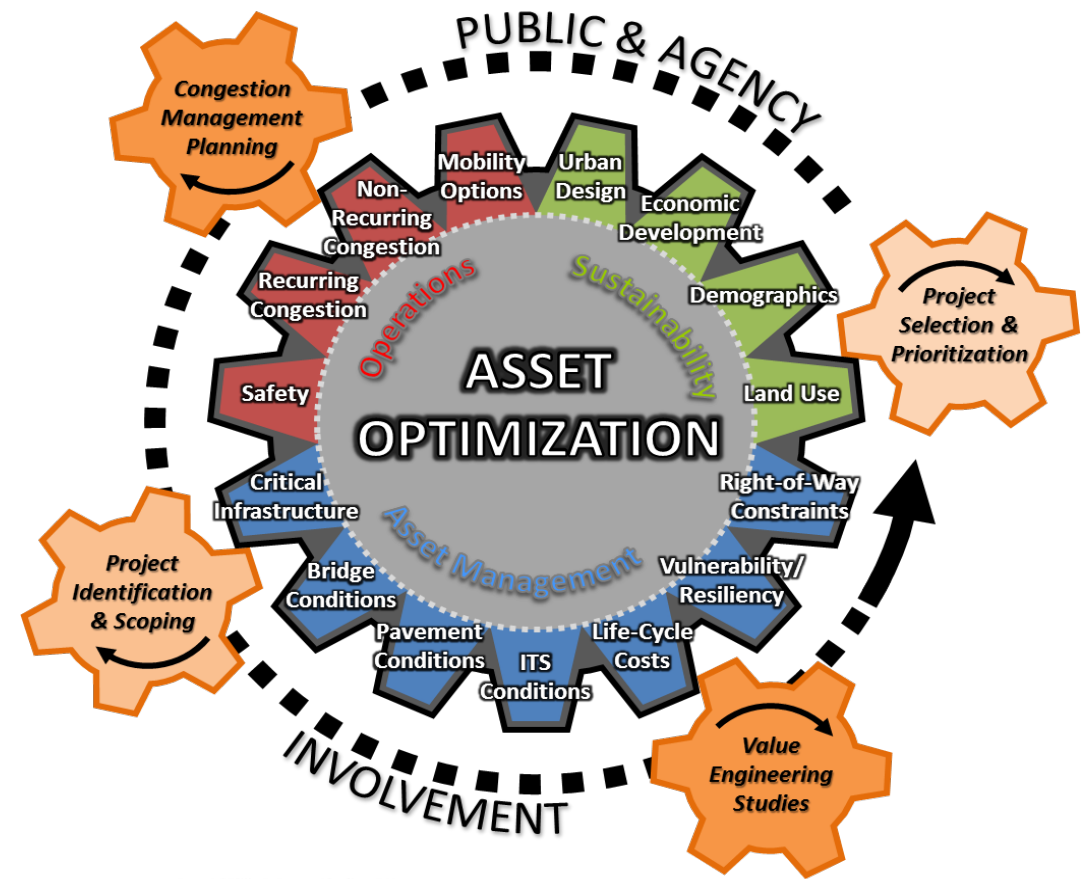 PUBLIC & AGENCY
Congestion
Management
Planning
Mobility
Options
Urban
Design
Non-
Recurring
Congestion
Economic
Development
Recurring
Congestion
Demographics
Safety
Land Use
Operations
Sustainability
ASSET
OPTIMIZATION
Asset Management
Project
Selection &
Prioritization
Critical
Infrastructure
Right-of-Way
Constraints
Bridge
Conditions
Vulnerability/
Resiliency
Pavement
Conditions
ITS
Conditions
Life-Cycle
Costs
Project
Identification
& Scoping
Value
Engineering
Studies
INVOLVEMENT